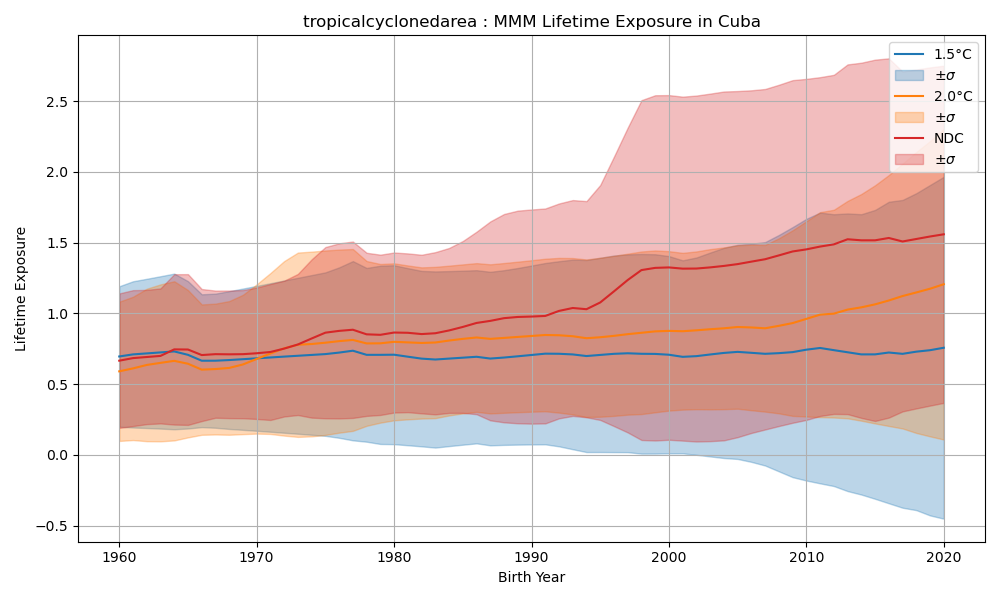 tropicalcyclonedarea : MMM Lifetime Exposure in Cuba
1.5°C
±σ
2.0°C
±σ
NDC
±σ
Lifetime Exposure
2.5
2.0
1.5
1.0
0.5
0.0
−0.5
1960 1970 1980 1990 2000 2010 2020
Birth Year